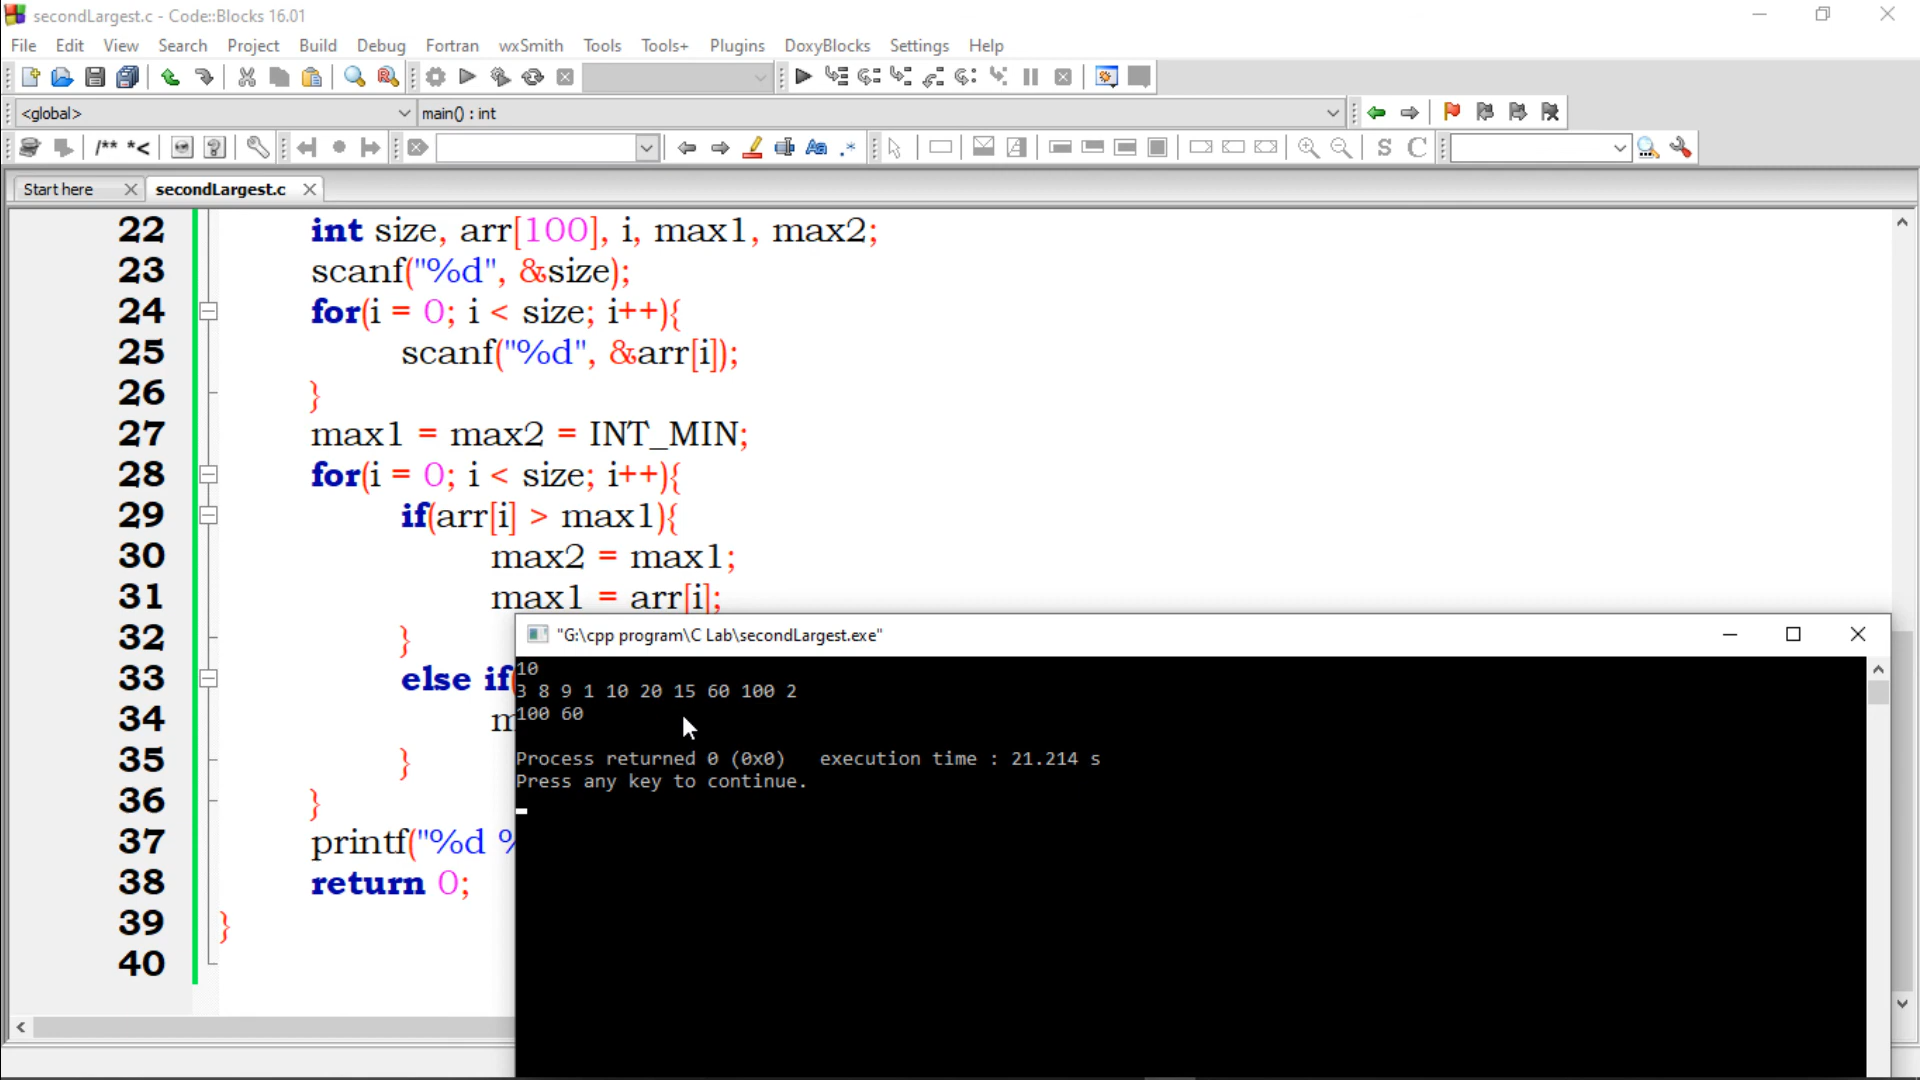 secondLargest.c - Code::Blocks 16.01
File Edit View Search Project Build Debug Fortran wxSmith Tools Tools+ Plugins DoxyBlocks Settings Help
<global> main() : int
/** *<
S C
Start here secondLargest.c
22 int size, arr[100], i, max1, max2;
23 scanf("%d", &size);
24 for(i = 0; i < size; i++){
25 scanf("%d", &arr[i]);
26 }
27 max1 = max2 = INT_MIN;
28 for(i = 0; i < size; i++){
29 if(arr[i] > max1){
30 max2 = max1;
31 max1 = arr[i];
32 }
33 else if(
34 m
35 }
36 }
37 printf("%d %
38 return 0;
39 }
40
"G:\cpp program\C Lab\secondLargest.exe"
10
3 8 9 1 10 20 15 60 100 2
100 60
Process returned 0 (0x0) execution time : 21.214 s
Press any key to continue.